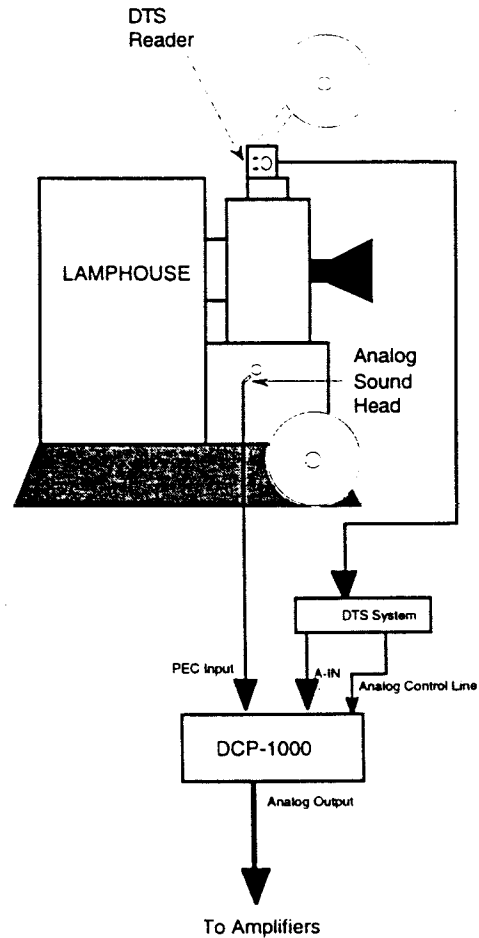 DTS
Reader
LAMPHOUSE
Analog
Sound
Head
DTS System
PEC Input
A-IN
Analog Control Line
DCP-1000
Analog Output
To Amplifiers